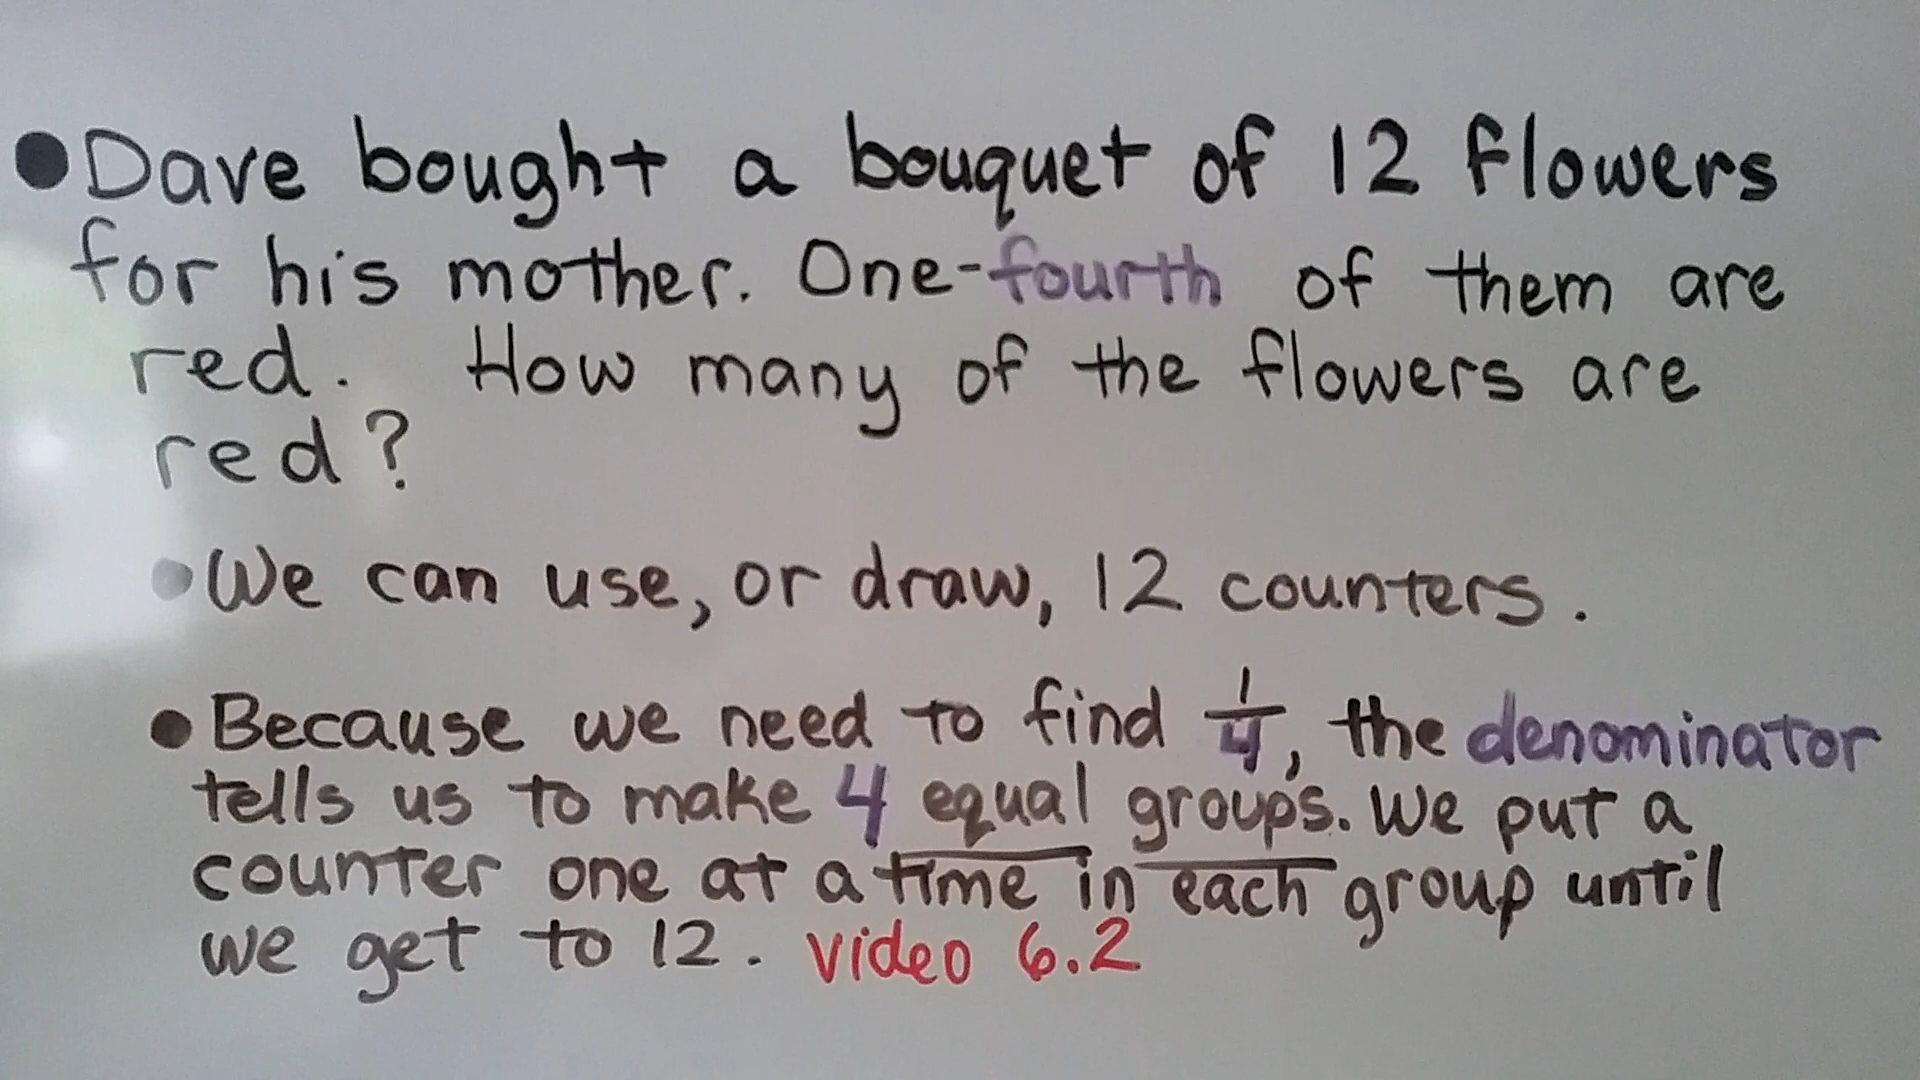 ● Dave bought a bouquet of 12 flowers
for his mother. One-fourth of them are
red. How many of the flowers are
red?
● We can use, or draw, 12 counters.
● Because we need to find 1/4, the denominator
tells us to make 4 equal groups. We put a
counter one at a time in each group until
we get to 12. video 6.2